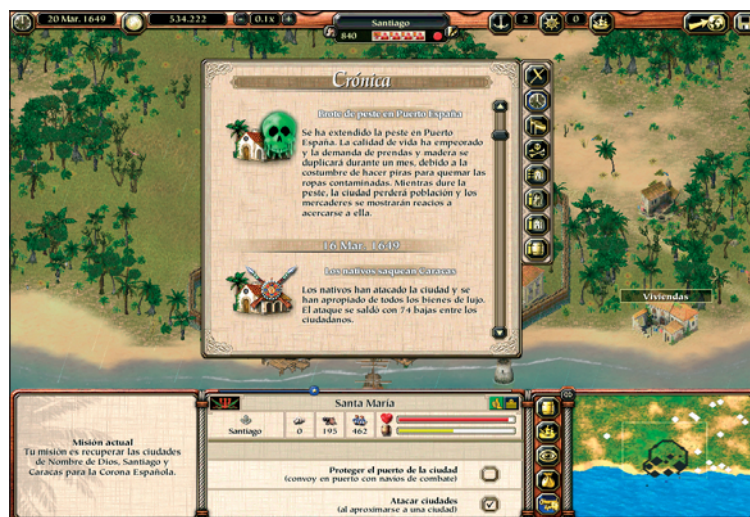 20 Mar. 1649
534.222
0.1x
Santiago
840
2
0
Crónica
Brote de peste en Puerto España
Se ha extendido la peste en Puerto
España. La calidad de vida ha empeorado
y la demanda de prendas y madera se
duplicará durante un mes, debido a la
costumbre de hacer piras para quemar las
ropas contaminadas. Mientras dure la
peste, la ciudad perderá población y los
mercaderes se mostrarán reacios a
acercarse a ella.
16 Mar. 1649
Los nativos saquean Caracas
Los nativos han atacado la ciudad y se
han apropiado de todos los bienes de lujo.
El ataque se saldó con 74 bajas entre los
ciudadanos.
Viviendas
Misión actual
Tu misión es recuperar las ciudades
de Nombre de Dios, Santiago y
Caracas para la Corona Española.
Santa María
Santiago
0
195
462
Proteger el puerto de la ciudad
(convoy en puerto con navíos de combate)
Atacar ciudades
(al aproximarse a una ciudad)